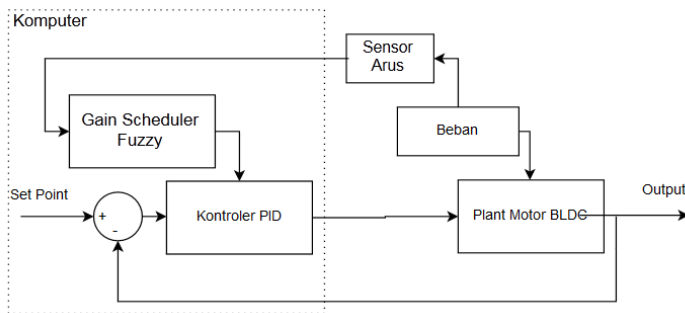 Komputer
Sensor
Arus
Gain Scheduler
Fuzzy
Beban
Set Point
+
-
Kontroler PID
Plant Motor BLDC
Output